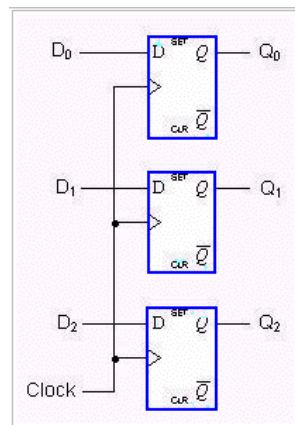 SET
D₀ D Q Q₀
CLR Q̅
SET
D₁ D Q Q₁
CLR Q̅
SET
D₂ D Q Q₂
Clock
CLR Q̅